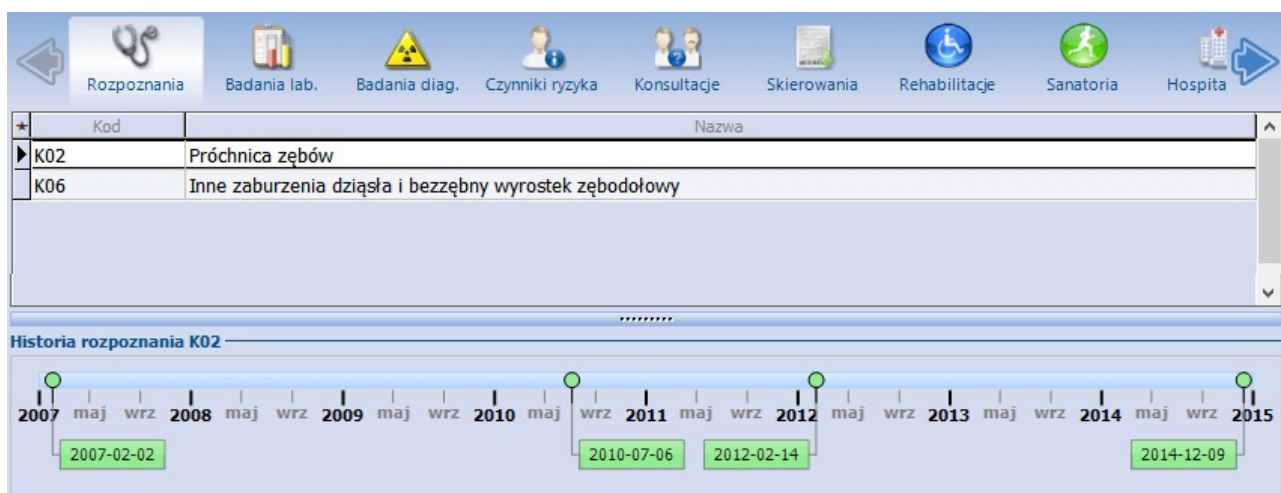 Rozpoznania Badania lab. Badania diag. Czynniki ryzyka Konsultacje Skierowania Rehabilitacje Sanatoria Hospita
Kod Nazwa
K02 Próchnica zębów
K06 Inne zaburzenia dziąsła i bezzębny wyrostek zębodołowy
Historia rozpoznania K02
2007 maj wrz 2008 maj wrz 2009 maj wrz 2010 maj wrz 2011 maj wrz 2012 maj wrz 2013 maj wrz 2014 maj wrz 2015
2007-02-02 2010-07-06 2012-02-14 2014-12-09